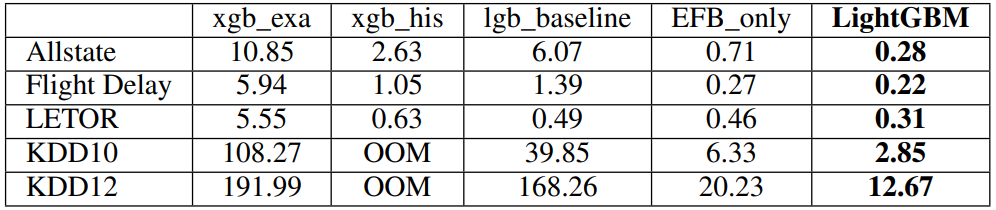 xgb_exa xgb_his lgb_baseline EFB_only LightGBM
Allstate 10.85 2.63 6.07 0.71 0.28
Flight Delay 5.94 1.05 1.39 0.27 0.22
LETOR 5.55 0.63 0.49 0.46 0.31
KDD10 108.27 OOM 39.85 6.33 2.85
KDD12 191.99 OOM 168.26 20.23 12.67